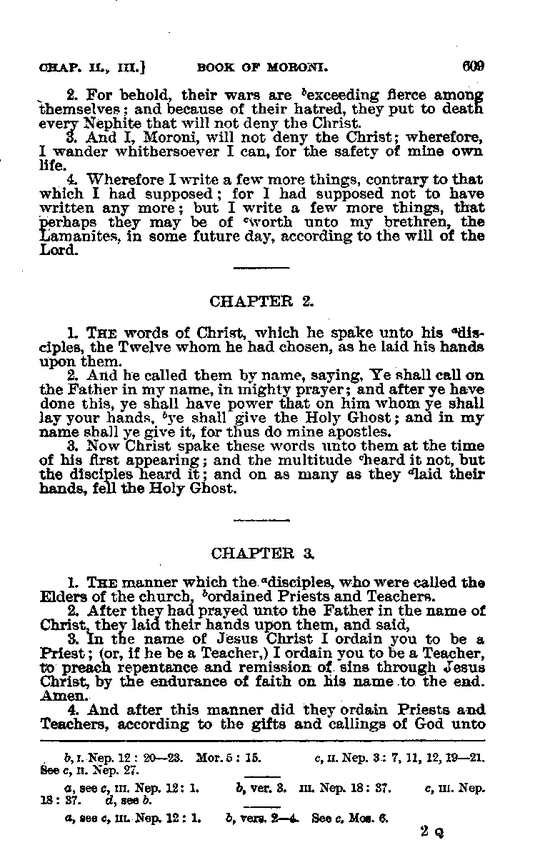 CHAP. II., III.] BOOK OF MORONI. 609
2. For behold, their wars are ᵇexceeding fierce among
themselves; and because of their hatred, they put to death
every Nephite that will not deny the Christ.
3. And I, Moroni, will not deny the Christ; wherefore,
I wander whithersoever I can, for the safety of mine own
life.
4. Wherefore I write a few more things, contrary to that
which I had supposed; for I had supposed not to have
written any more; but I write a few more things, that
perhaps they may be of ᶜworth unto my brethren, the
Lamanites, in some future day, according to the will of the
Lord.
CHAPTER 2.
1. THE words of Christ, which he spake unto his ᵃdis-
ciples, the Twelve whom he had chosen, as he laid his hands
upon them.
2. And he called them by name, saying, Ye shall call on
the Father in my name, in mighty prayer; and after ye have
done this, ye shall have power that on him whom ye shall
lay your hands, ᵇye shall give the Holy Ghost; and in my
name shall ye give it, for thus do mine apostles.
3. Now Christ spake these words unto them at the time
of his first appearing; and the multitude ᶜheard it not, but
the disciples heard it; and on as many as they ᵈlaid their
hands, fell the Holy Ghost.
CHAPTER 3.
1. THE manner which the ᵃdisciples, who were called the
Elders of the church, ᵇordained Priests and Teachers.
2. After they had prayed unto the Father in the name of
Christ, they laid their hands upon them, and said,
3. In the name of Jesus Christ I ordain you to be a
Priest; (or, if he be a Teacher,) I ordain you to be a Teacher,
to preach repentance and remission of sins through Jesus
Christ, by the endurance of faith on his name to the end.
Amen.
4. And after this manner did they ordain Priests and
Teachers, according to the gifts and callings of God unto
b, I. Nep. 12: 20—23. Mor. 5: 15. c, II. Nep. 3: 7, 11, 12, 19—21.
See c, II. Nep. 27.
a, see c, III. Nep. 12: 1. b, ver. 3. III. Nep. 18: 37. c, III. Nep.
18: 37. d, see b.
a, see c, III. Nep. 12: 1. b, vers. 2—4. See c, Mos. 6.
2 Q